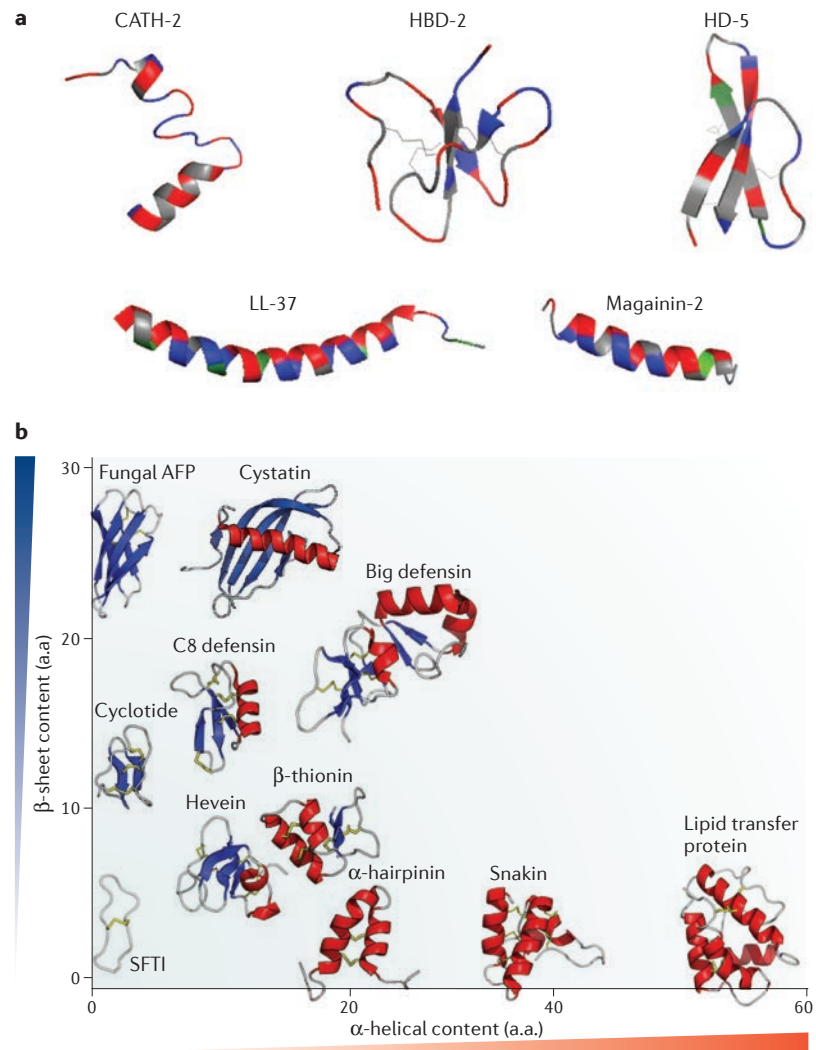 a
CATH-2
HBD-2
HD-5
LL-37
Magainin-2
b
30
Fungal AFP
Cystatin
Big defensin
20
C8 defensin
Cyclotide
β-sheet content (a.a)
10
Hevein
β-thionin
α-hairpinin
Snakin
Lipid transfer
protein
SFTI
0
0
20
40
60
α-helical content (a.a.)